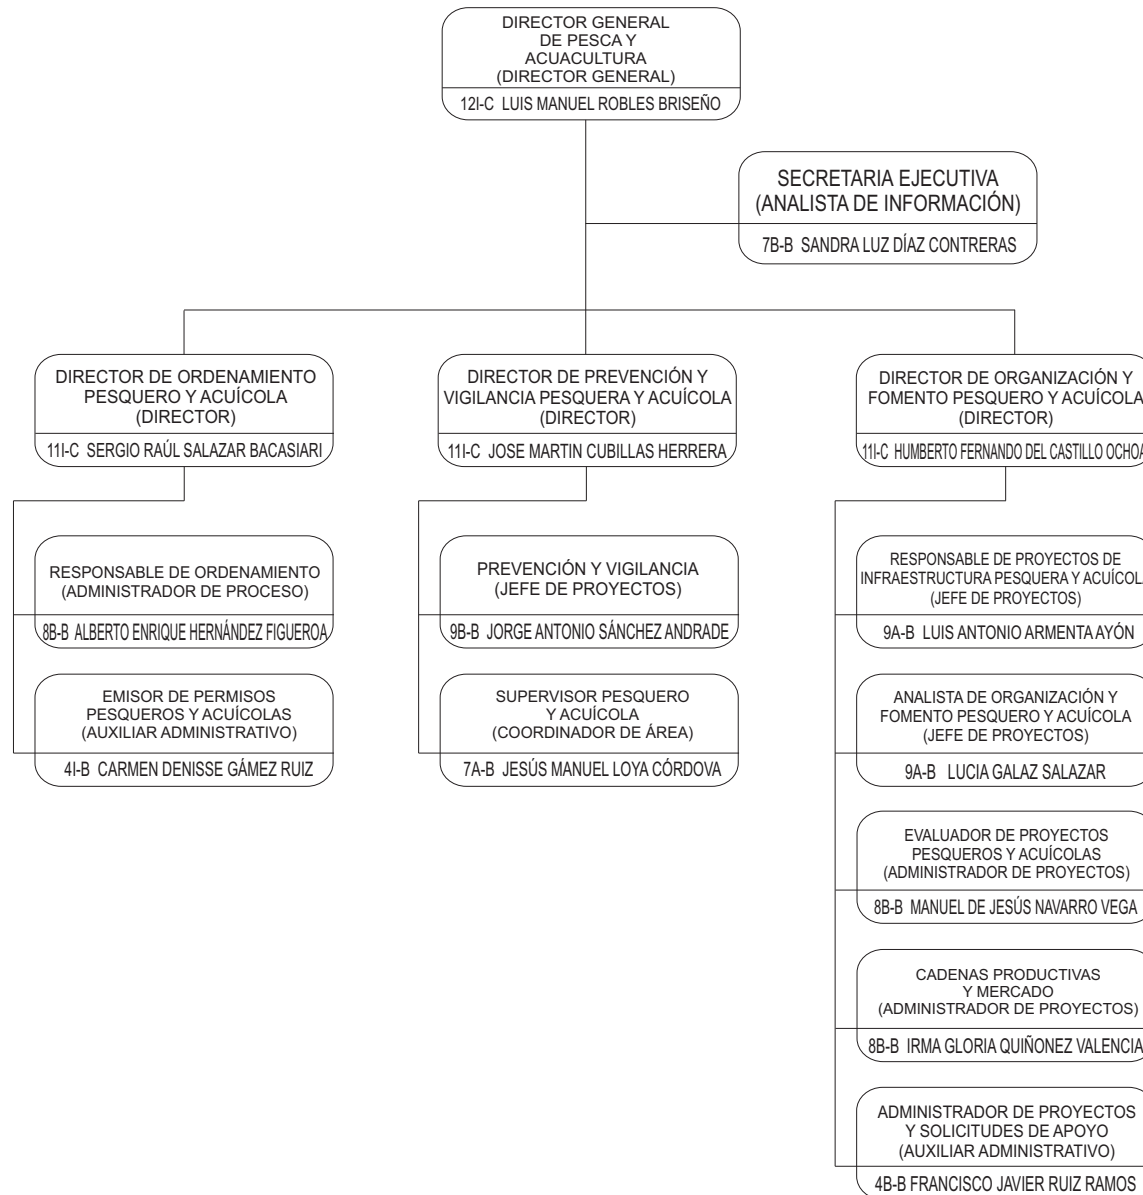 DIRECTOR GENERAL
DE PESCA Y
ACUACULTURA
(DIRECTOR GENERAL)
12I-C LUIS MANUEL ROBLES BRISEÑO
SECRETARIA EJECUTIVA
(ANALISTA DE INFORMACIÓN)
7B-B SANDRA LUZ DÍAZ CONTRERAS
DIRECTOR DE ORDENAMIENTO
PESQUERO Y ACUÍCOLA
(DIRECTOR)
11I-C SERGIO RAÚL SALAZAR BACASIARI
RESPONSABLE DE ORDENAMIENTO
(ADMINISTRADOR DE PROCESO)
8B-B ALBERTO ENRIQUE HERNÁNDEZ FIGUEROA
EMISOR DE PERMISOS
PESQUEROS Y ACUÍCOLAS
(AUXILIAR ADMINISTRATIVO)
4I-B CARMEN DENISSE GÁMEZ RUIZ
DIRECTOR DE PREVENCIÓN Y
VIGILANCIA PESQUERA Y ACUÍCOLA
(DIRECTOR)
11I-C JOSE MARTIN CUBILLAS HERRERA
PREVENCIÓN Y VIGILANCIA
(JEFE DE PROYECTOS)
9B-B JORGE ANTONIO SÁNCHEZ ANDRADE
SUPERVISOR PESQUERO
Y ACUÍCOLA
(COORDINADOR DE ÁREA)
7A-B JESÚS MANUEL LOYA CÓRDOVA
DIRECTOR DE ORGANIZACIÓN Y
FOMENTO PESQUERO Y ACUÍCOLA
(DIRECTOR)
11I-C HUMBERTO FERNANDO DEL CASTILLO OCHOA
RESPONSABLE DE PROYECTOS DE
INFRAESTRUCTURA PESQUERA Y ACUÍCOLA
(JEFE DE PROYECTOS)
9A-B LUIS ANTONIO ARMENTA AYÓN
ANALISTA DE ORGANIZACIÓN Y
FOMENTO PESQUERO Y ACUÍCOLA
(JEFE DE PROYECTOS)
9A-B LUCIA GALAZ SALAZAR
EVALUADOR DE PROYECTOS
PESQUEROS Y ACUÍCOLAS
(ADMINISTRADOR DE PROYECTOS)
8B-B MANUEL DE JESÚS NAVARRO VEGA
CADENAS PRODUCTIVAS
Y MERCADO
(ADMINISTRADOR DE PROYECTOS)
8B-B IRMA GLORIA QUIÑONEZ VALENCIA
ADMINISTRADOR DE PROYECTOS
Y SOLICITUDES DE APOYO
(AUXILIAR ADMINISTRATIVO)
4B-B FRANCISCO JAVIER RUIZ RAMOS